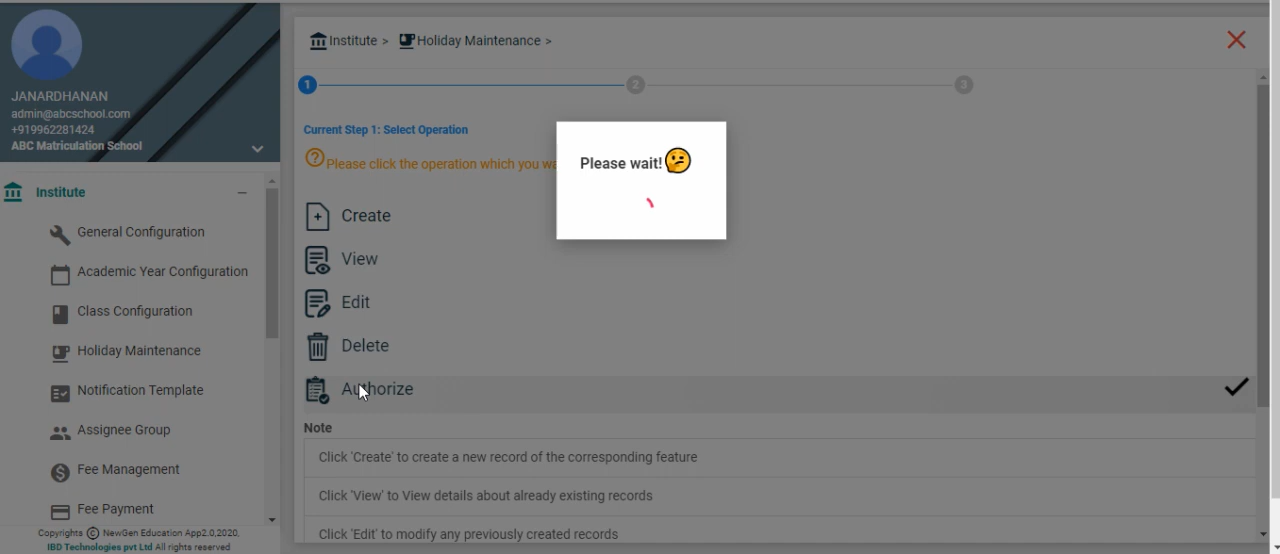 JANARDHANAN
admin@abcschool.com
+919962281424
ABC Matriculation School
Institute
General Configuration
Academic Year Configuration
Class Configuration
Holiday Maintenance
Notification Template
Assignee Group
Fee Management
Fee Payment
Copyrights © NewGen Education App2.0,2020,
IBD Technologies pvt Ltd All rights reserved
Institute > Holiday Maintenance >
1 2 3
Current Step 1: Select Operation
Please click the operation which you
Please wait!
Create
View
Edit
Delete
Authorize
Note
Click 'Create' to create a new record of the corresponding feature
Click 'View' to View details about already existing records
Click 'Edit' to modify any previously created records